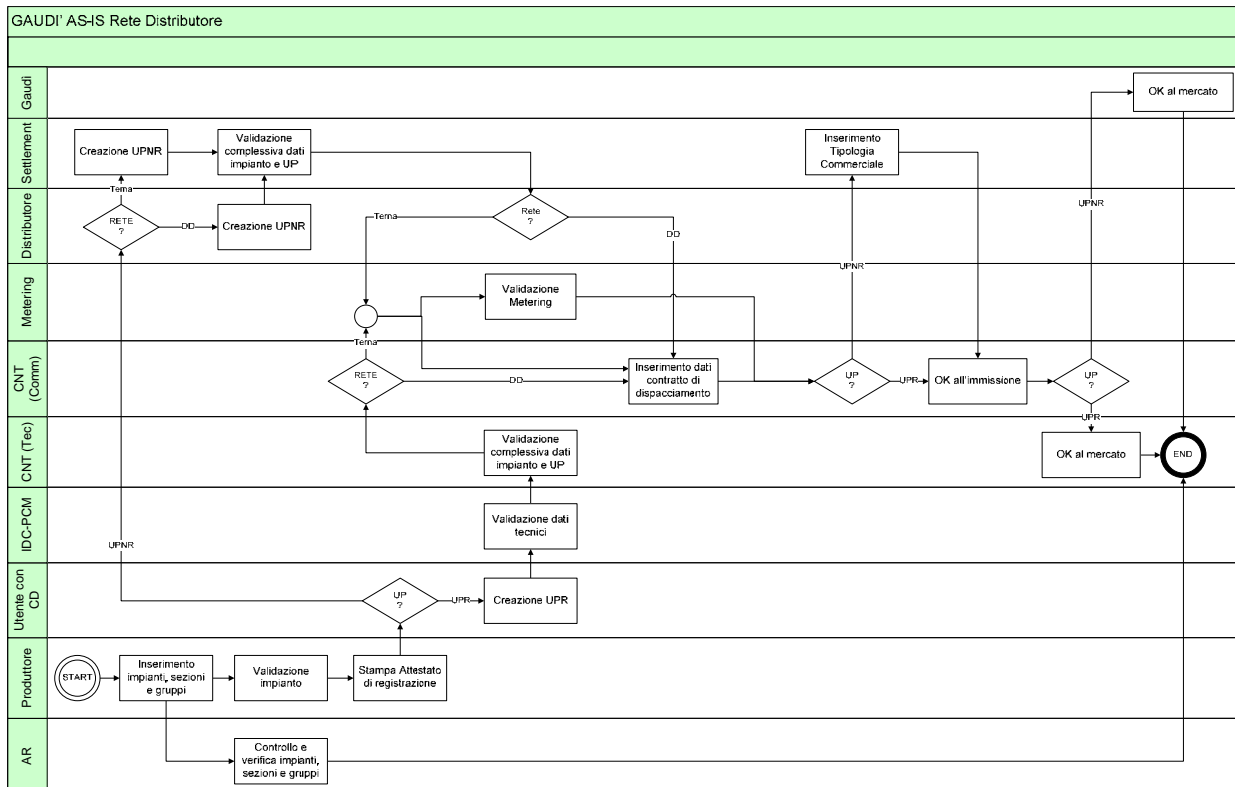 GAUDI' AS-IS Rete Distributore
Gaudì
OK al mercato
Settlement
Creazione UPNR
Validazione
complessiva dati
impianto e UP
Inserimento
Tipologia
Commerciale
Terna
UPNR
Distributore
RETE
?
DD
Creazione UPNR
Terna
Rete
?
DD
UPNR
Metering
Validazione
Metering
Terna
CNT
(Comm)
RETE
?
DD
Inserimento dati
contratto di
dispacciamento
UP
?
UPR
OK all'immissione
UP
?
UPR
CNT (Tec)
Validazione
complessiva dati
impianto e UP
OK al mercato
END
IDC-PCM
Validazione dati
tecnici
UPNR
Utente con
CD
UP
?
UPR
Creazione UPR
Produttore
START
Inserimento
impianti, sezioni
e gruppi
Validazione
impianto
Stampa Attestato
di registrazione
AR
Controllo e
verifica impianti,
sezioni e gruppi